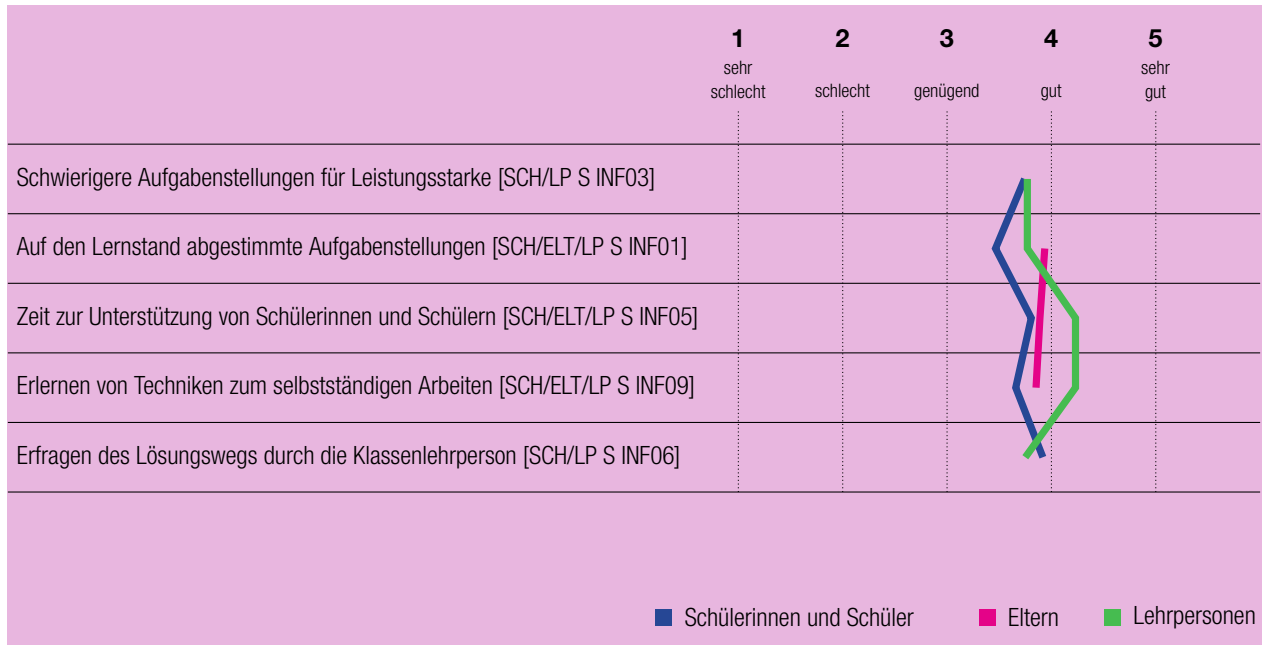 1 2 3 4 5
sehr schlecht schlecht genügend gut sehr gut
Schwierigere Aufgabenstellungen für Leistungsstarke [SCH/LP S INF03]
Auf den Lernstand abgestimmte Aufgabenstellungen [SCH/ELT/LP S INF01]
Zeit zur Unterstützung von Schülerinnen und Schülern [SCH/ELT/LP S INF05]
Erlernen von Techniken zum selbstständigen Arbeiten [SCH/ELT/LP S INF09]
Erfragen des Lösungswegs durch die Klassenlehrperson [SCH/LP S INF06]
Schülerinnen und Schüler Eltern Lehrpersonen